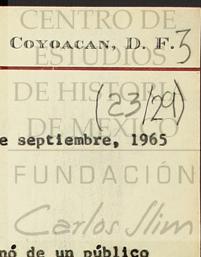 CENTRO DE
COYOACAN, D. F. 3
ESTUDIOS
DE HISTORIA
(23/29)
DE MÉXICO
e septiembre, 1965
FUNDACIÓN
Carlos Slim
nó de un público